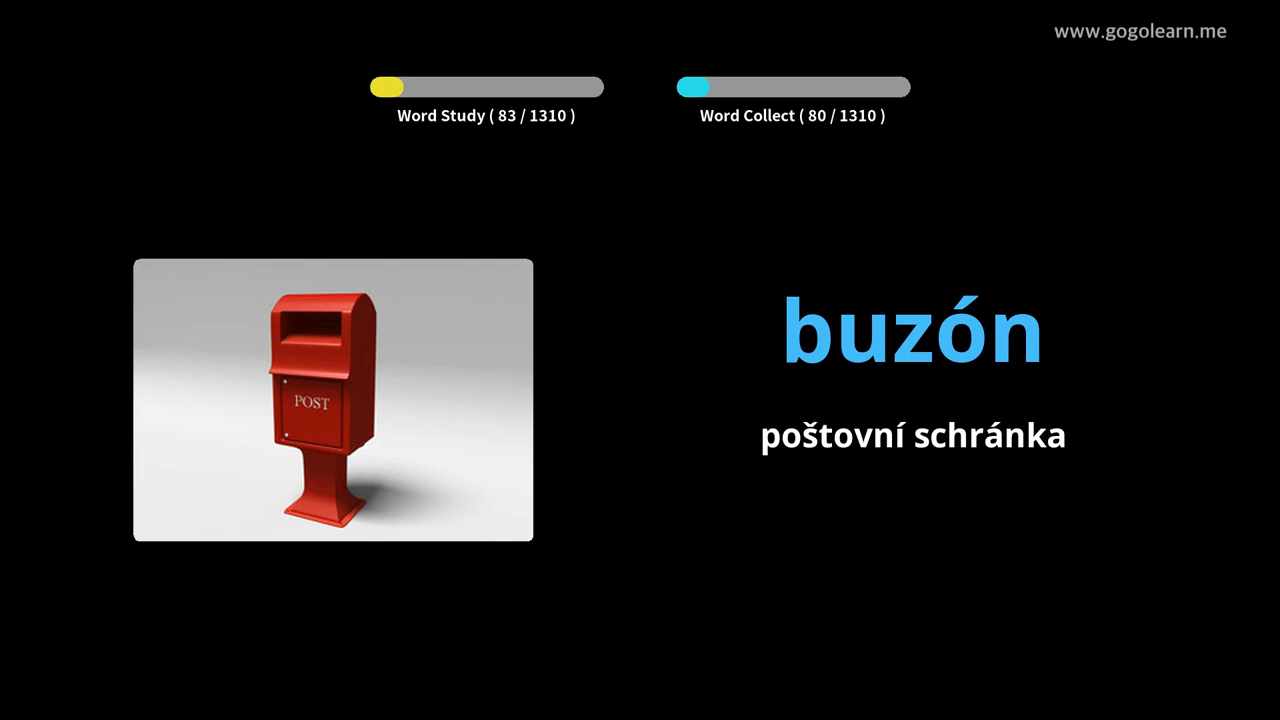 www.gogolearn.me
Word Study ( 83 / 1310 )
Word Collect ( 80 / 1310 )
POST
buzón
poštovní schránka